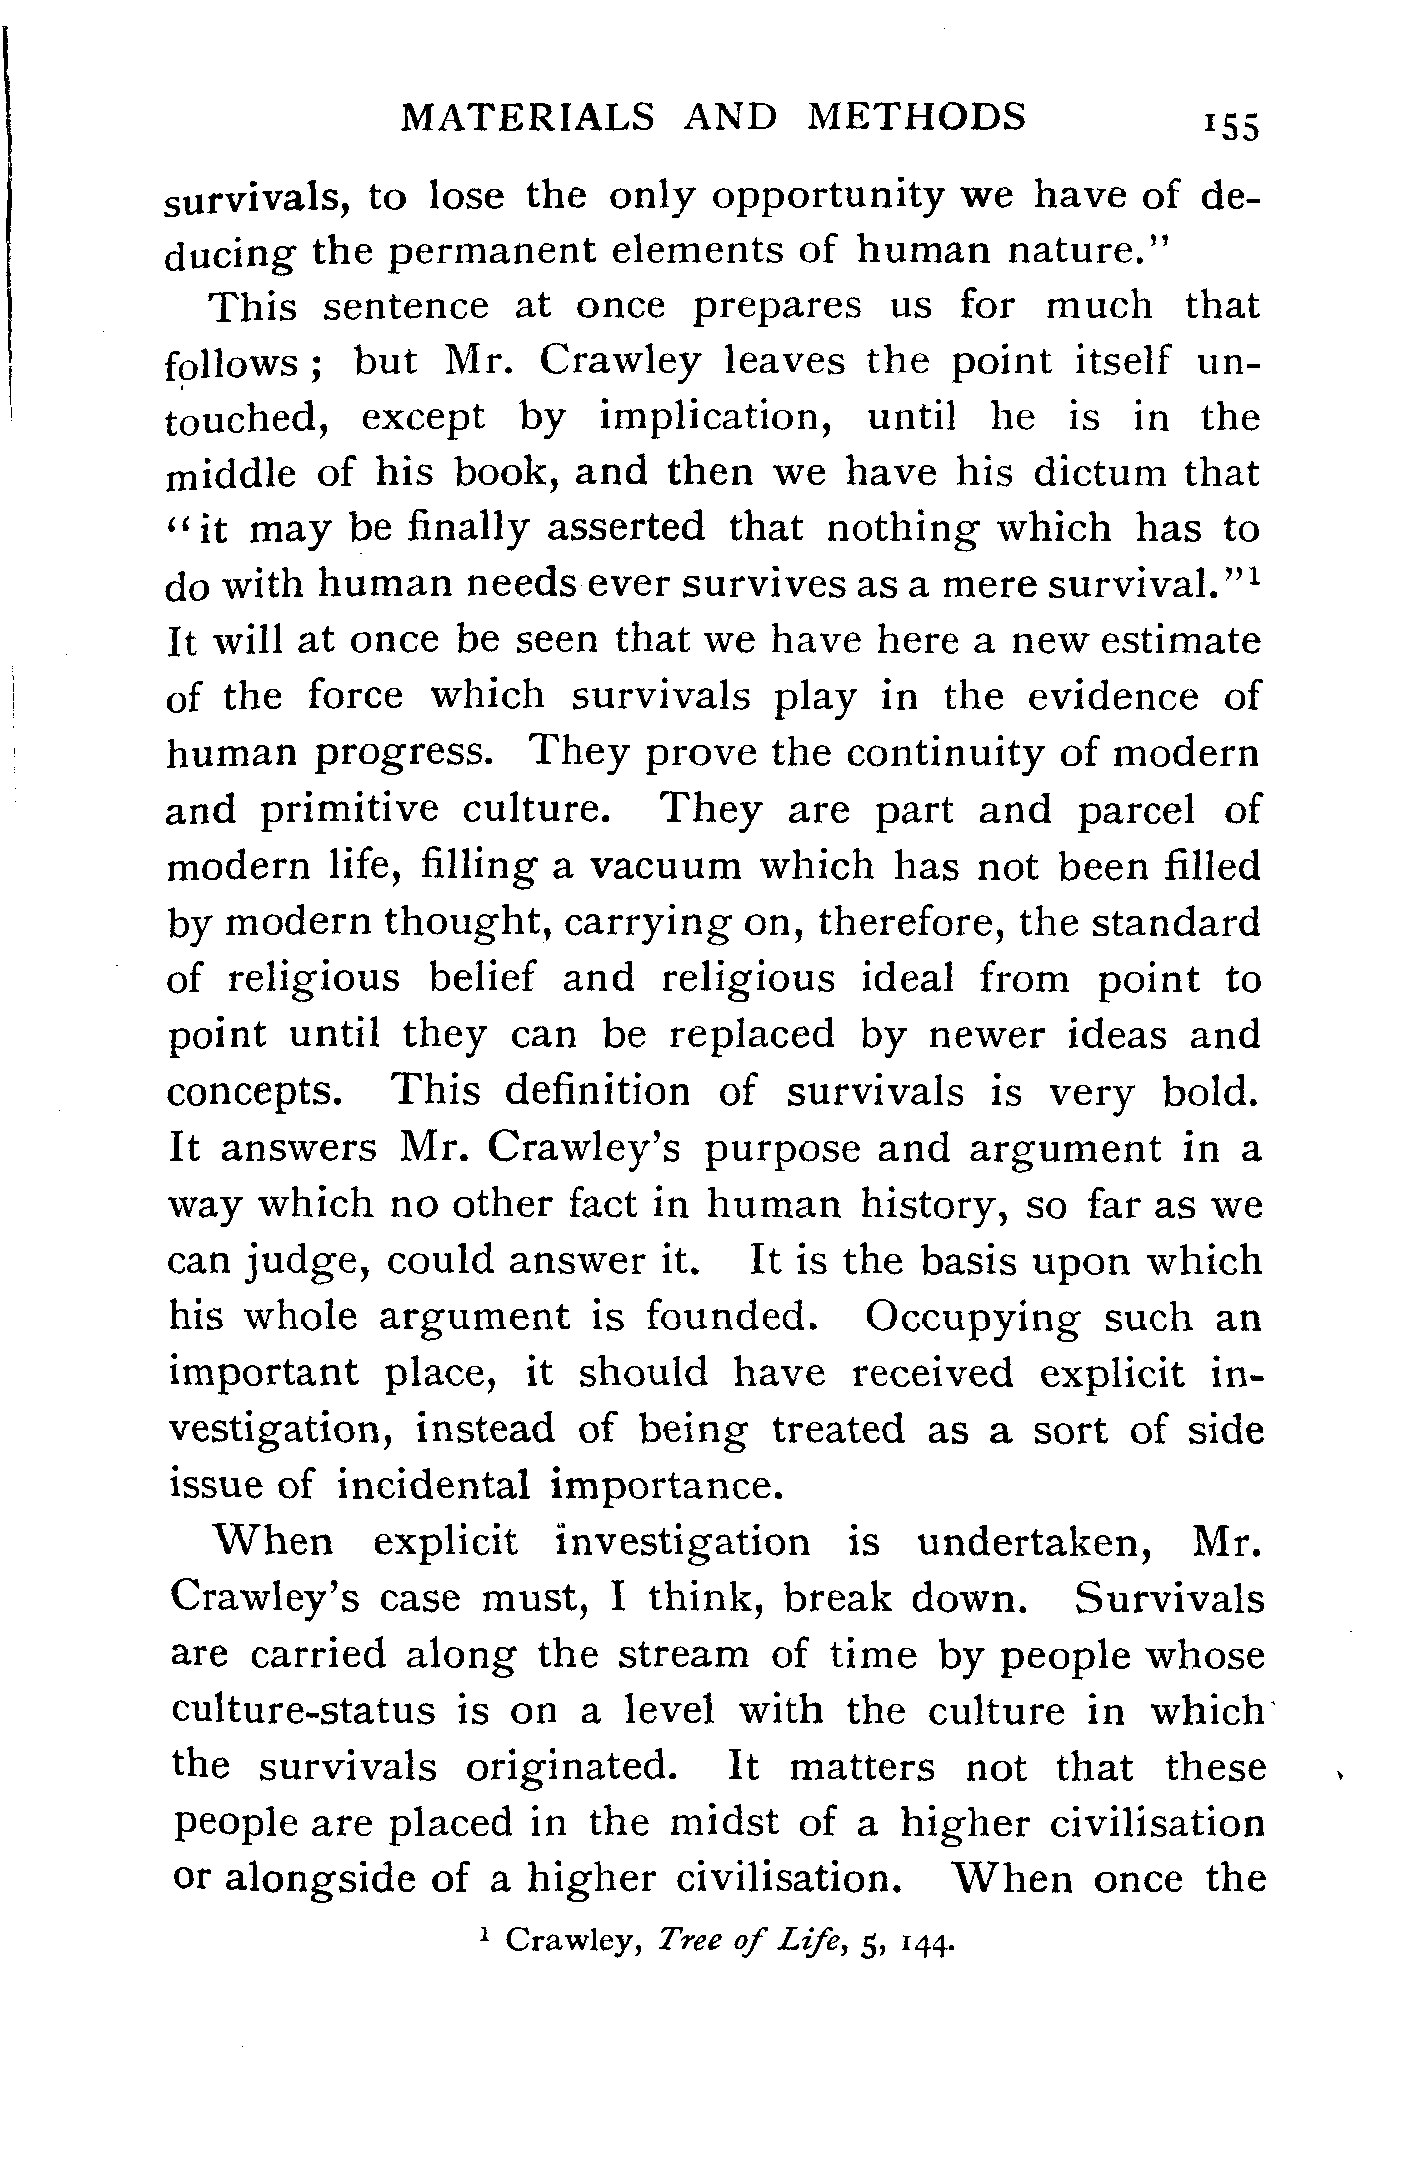 MATERIALS AND METHODS 155
survivals, to lose the only opportunity we have of de-
ducing the permanent elements of human nature."
This sentence at once prepares us for much that
follows ; but Mr. Crawley leaves the point itself un-
touched, except by implication, until he is in the
middle of his book, and then we have his dictum that
"it may be finally asserted that nothing which has to
do with human needs ever survives as a mere survival."¹
It will at once be seen that we have here a new estimate
of the force which survivals play in the evidence of
human progress. They prove the continuity of modern
and primitive culture. They are part and parcel of
modern life, filling a vacuum which has not been filled
by modern thought, carrying on, therefore, the standard
of religious belief and religious ideal from point to
point until they can be replaced by newer ideas and
concepts. This definition of survivals is very bold.
It answers Mr. Crawley's purpose and argument in a
way which no other fact in human history, so far as we
can judge, could answer it. It is the basis upon which
his whole argument is founded. Occupying such an
important place, it should have received explicit in-
vestigation, instead of being treated as a sort of side
issue of incidental importance.
When explicit investigation is undertaken, Mr.
Crawley's case must, I think, break down. Survivals
are carried along the stream of time by people whose
culture-status is on a level with the culture in which
the survivals originated. It matters not that these
people are placed in the midst of a higher civilisation
or alongside of a higher civilisation. When once the
¹ Crawley, Tree of Life, 5, 144.